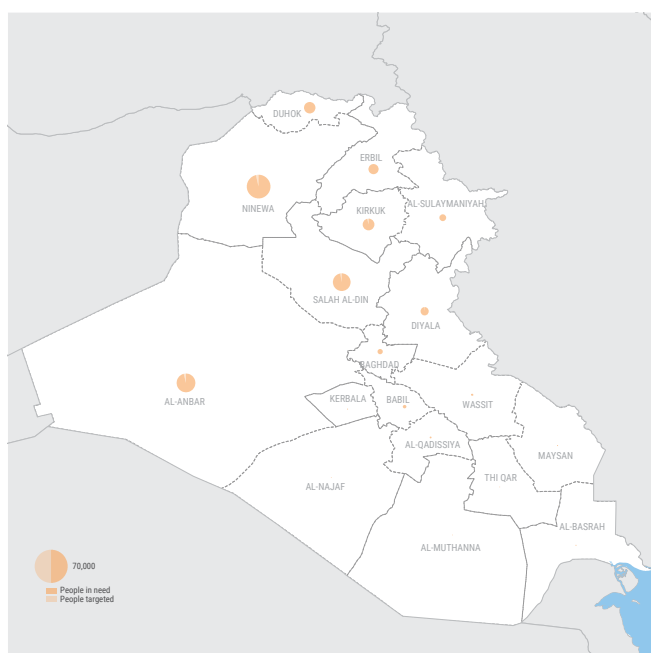 DUHOK
ERBIL
AL-SULAYMANIYAH
NINEWA
KIRKUK
SALAH AL-DIN
DIYALA
BAGHDAD
AL-ANBAR
KERBALA
BABIL
WASSIT
AL-QADISSIYA
MAYSAN
THI QAR
AL-NAJAF
AL-BASRAH
AL-MUTHANNA
70,000
People in need
People targeted